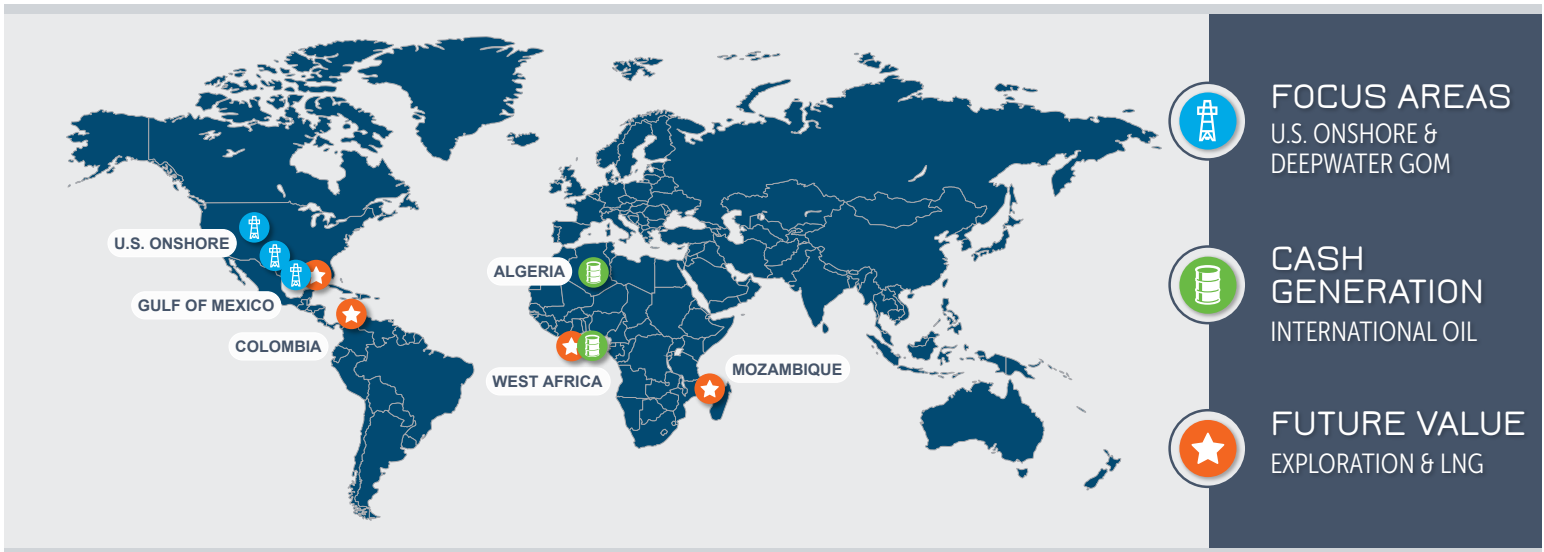 U.S. ONSHORE
GULF OF MEXICO
COLOMBIA
ALGERIA
WEST AFRICA
MOZAMBIQUE
FOCUS AREAS
U.S. ONSHORE &
DEEPWATER GOM
CASH
GENERATION
INTERNATIONAL OIL
FUTURE VALUE
EXPLORATION & LNG